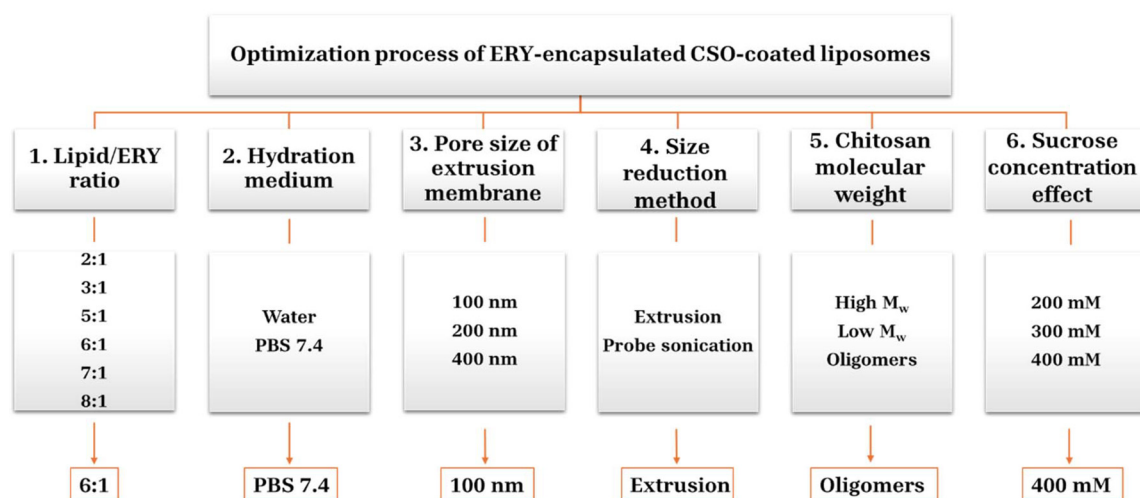 Optimization process of ERY-encapsulated CSO-coated liposomes
1. Lipid/ERY
ratio
2:1
3:1
5:1
6:1
7:1
8:1
6:1
2. Hydration
medium
Water
PBS 7.4
PBS 7.4
3. Pore size of
extrusion
membrane
100 nm
200 nm
400 nm
100 nm
4. Size
reduction
method
Extrusion
Probe sonication
Extrusion
5. Chitosan
molecular
weight
High Mw
Low Mw
Oligomers
Oligomers
6. Sucrose
concentration
effect
200 mM
300 mM
400 mM
400 mM